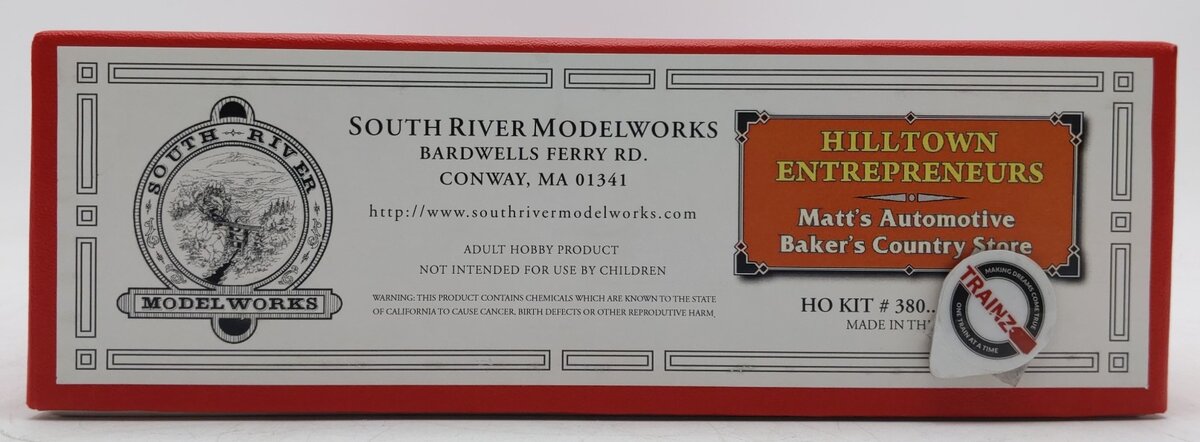 SOUTH RIVER
MODELWORKS
SOUTH RIVER MODELWORKS
BARDWELLS FERRY RD.
CONWAY, MA 01341
http://www.southrivermodelworks.com
ADULT HOBBY PRODUCT
NOT INTENDED FOR USE BY CHILDREN
WARNING: THIS PRODUCT CONTAINS CHEMICALS WHICH ARE KNOWN TO THE STATE
OF CALIFORNIA TO CAUSE CANCER, BIRTH DEFECTS OR OTHER REPRODUTIVE HARM.
HILLTOWN
ENTREPRENEURS
Matt's Automotive
Baker's Country Store
HO KIT # 380..
MADE IN TH
MAKING DREAMS COME TRUE
TRAINZ
ONE TRAIN AT A TIME